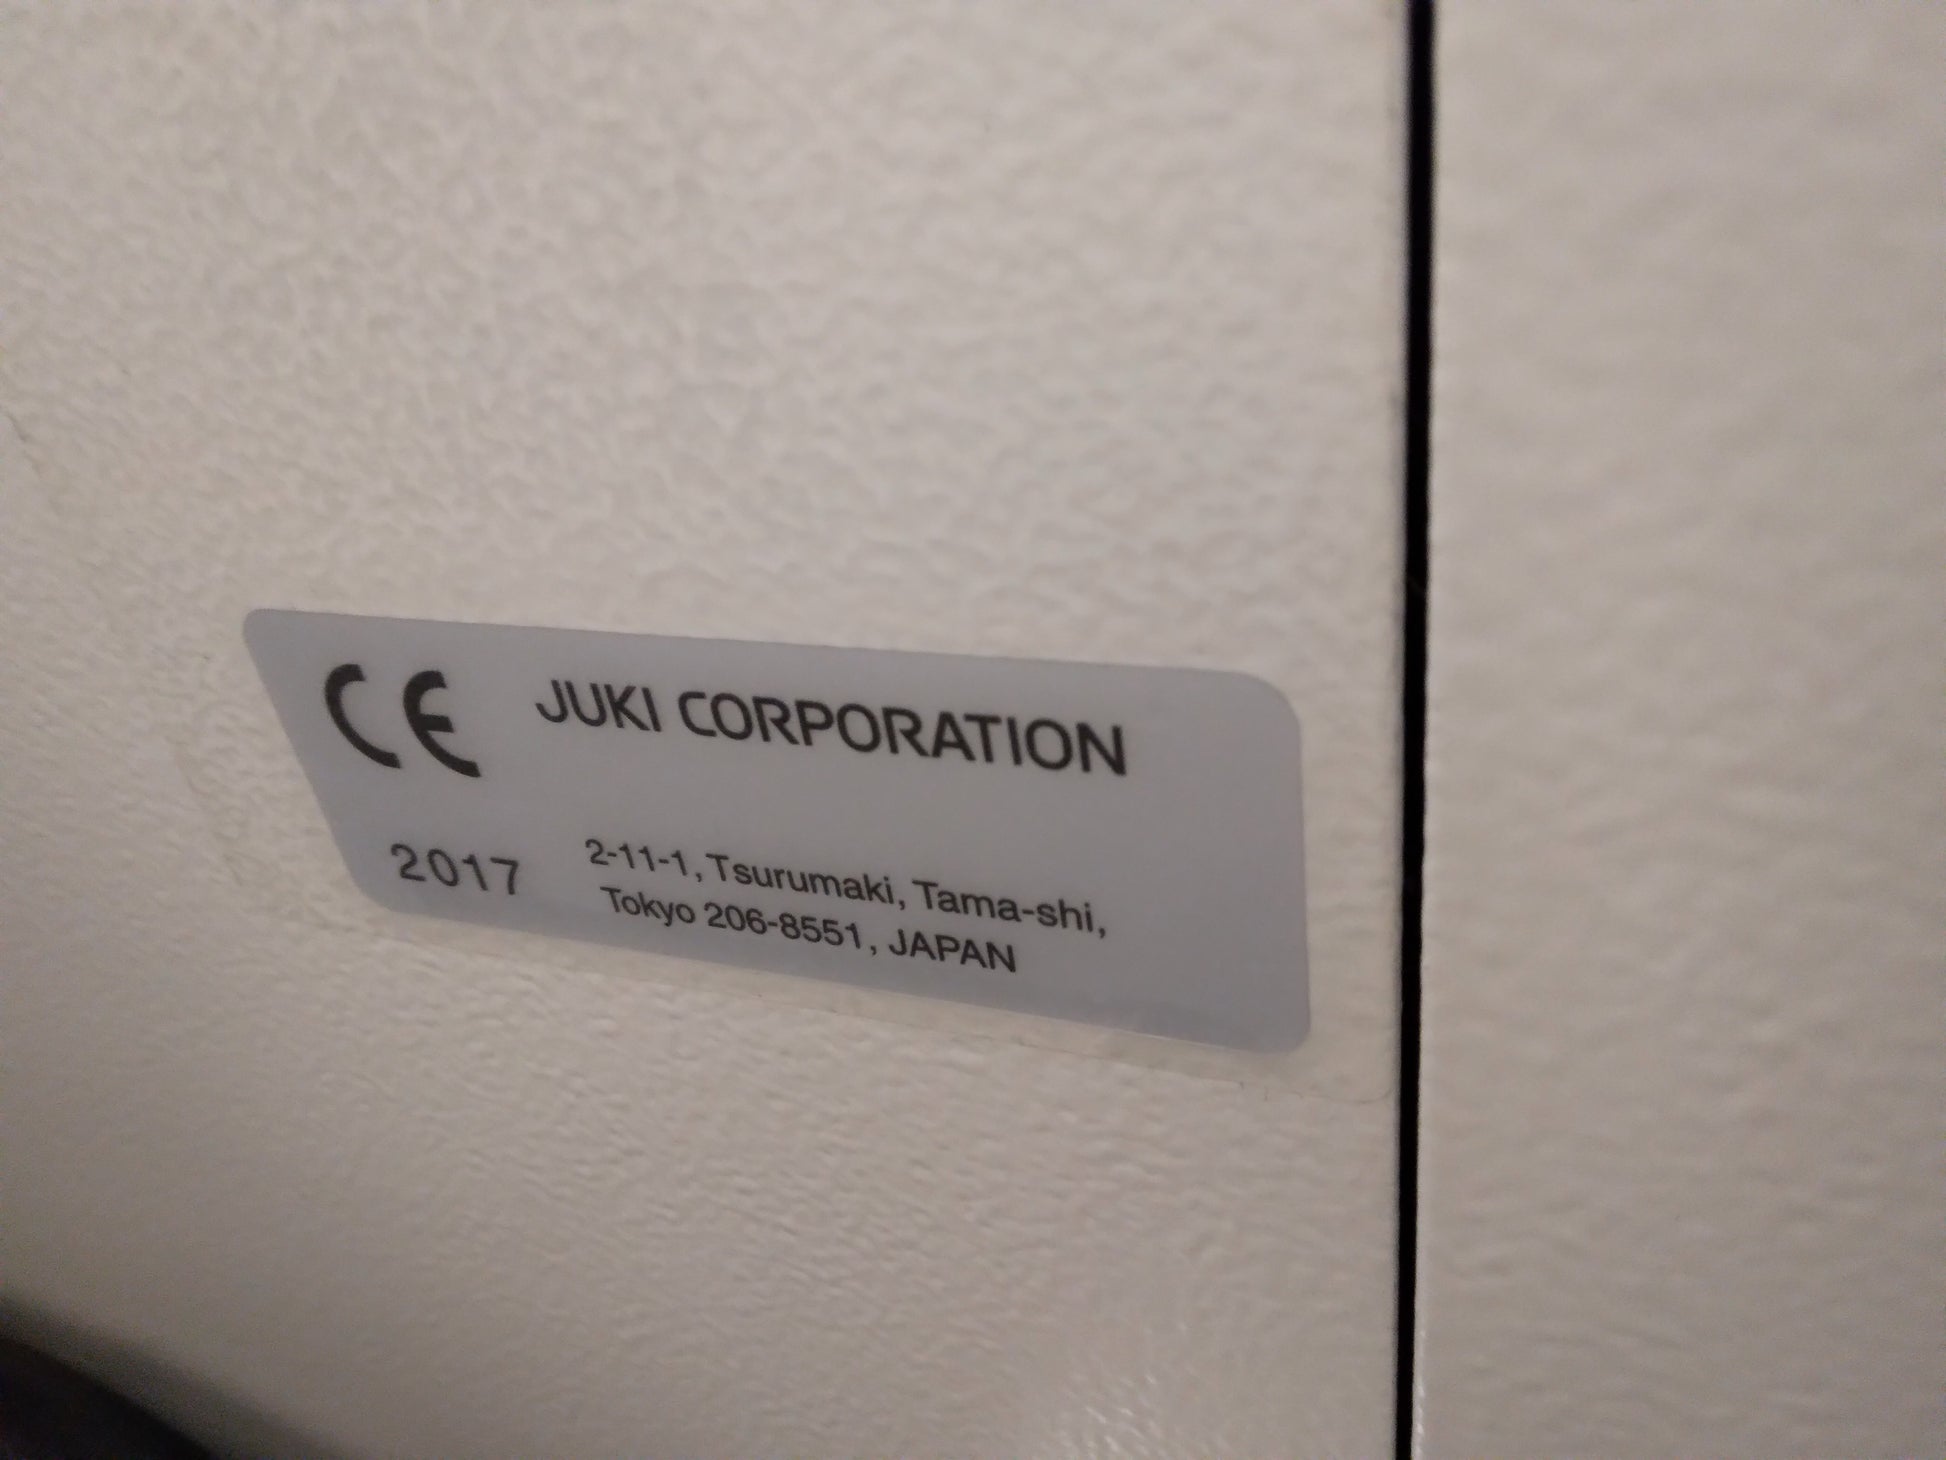 CE JUKI CORPORATION
2017 2-11-1, Tsurumaki, Tama-shi,
Tokyo 206-8551, JAPAN